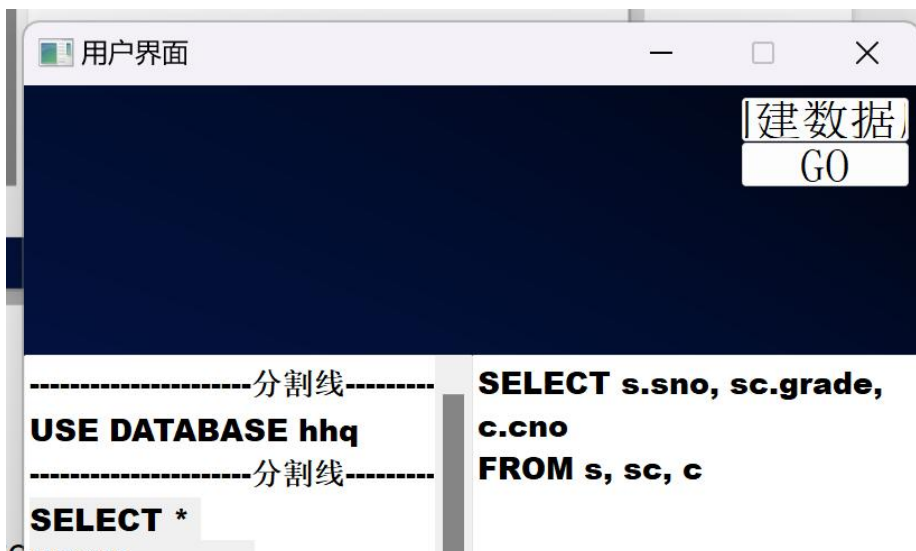 用户界面
建数据
GO
----------------------分割线---------
USE DATABASE hhq
----------------------分割线---------
SELECT *
SELECT s.sno, sc.grade,
c.cno
FROM s, sc, c